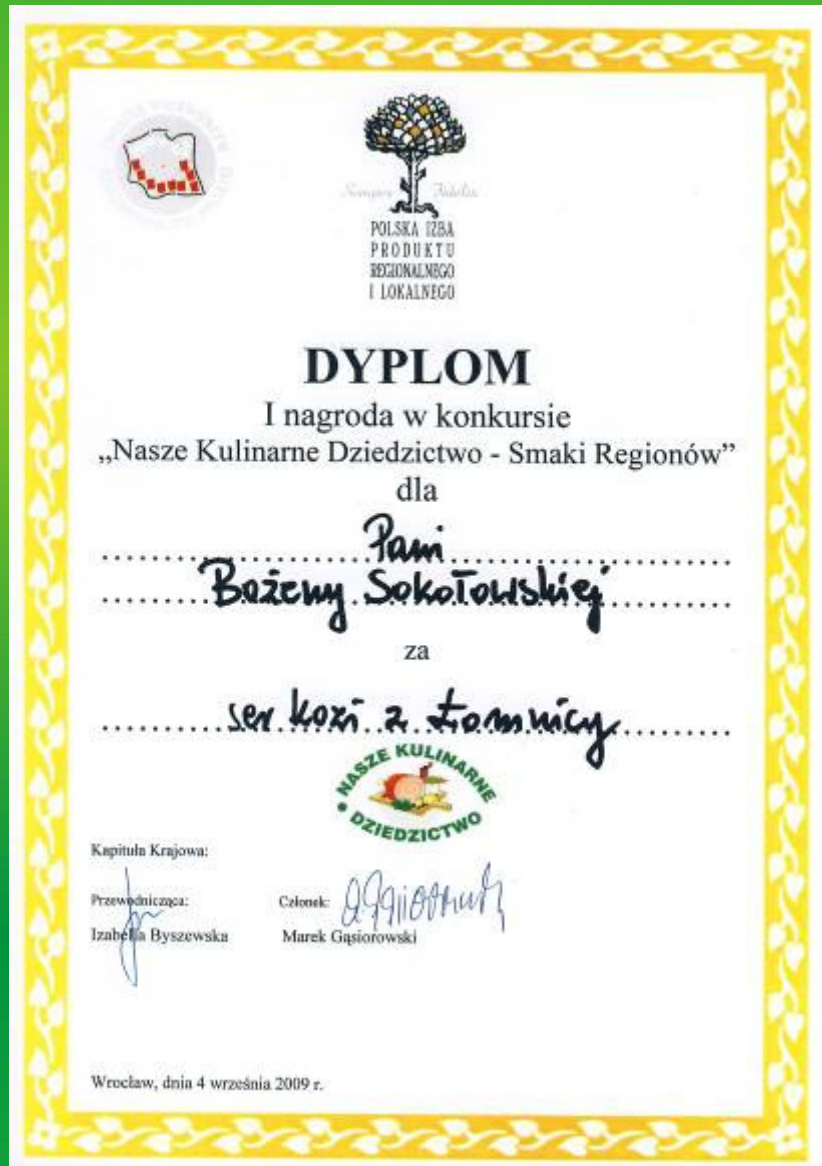 Semper Fidelis
POLSKA IZBA
PRODUKTU
REGIONALNEGO
I LOKALNEGO
DYPLOM
I nagroda w konkursie
„Nasze Kulinarne Dziedzictwo - Smaki Regionów”
dla
Pani
Bożeny Sokołowskiej
za
ser kozi z Łomnicy
NASZE KULINARNE
DZIEDZICTWO
Kapituła Krajowa:
Przewodnicząca: Członek:
Izabella Byszewska Marek Gąsiorowski
Wrocław, dnia 4 września 2009 r.